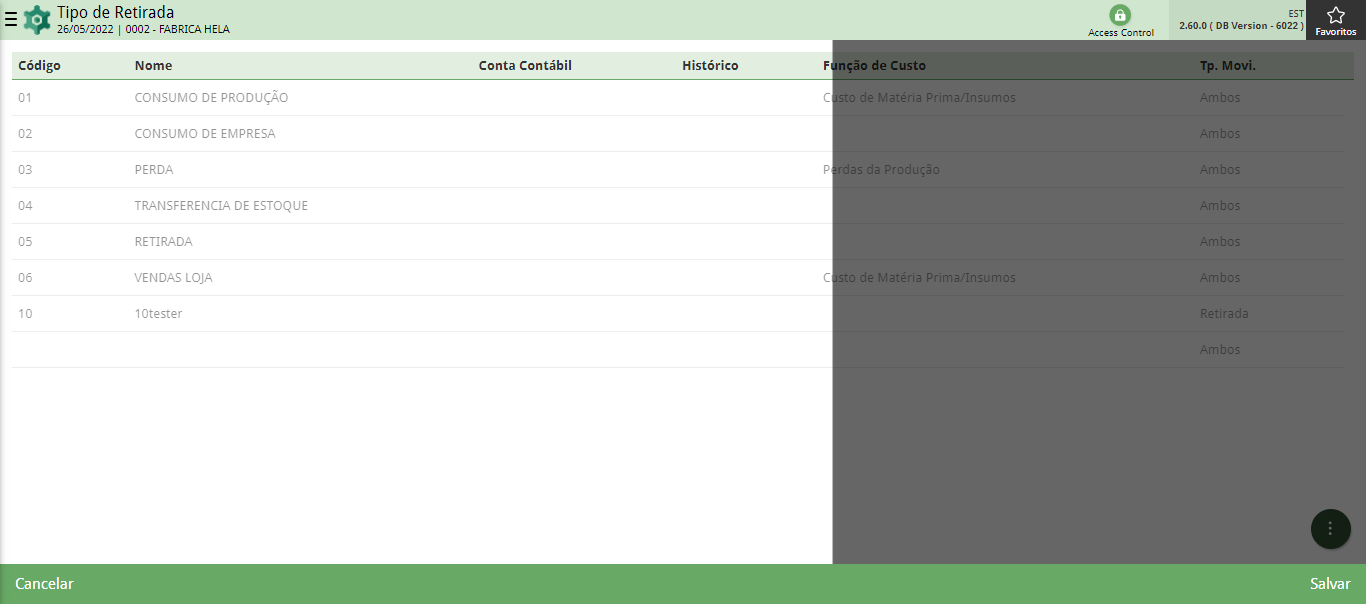 Tipo de Retirada
26/05/2022 | 0002 - FABRICA HELA
Access Control
EST
2.60.0 ( DB Version - 6022 )
Favoritos
Código Nome Conta Contábil Histórico Função de Custo Tp. Movi.
01 CONSUMO DE PRODUÇÃO Custo de Matéria Prima/Insumos Ambos
02 CONSUMO DE EMPRESA Ambos
03 PERDA Perdas da Produção Ambos
04 TRANSFERENCIA DE ESTOQUE Ambos
05 RETIRADA Ambos
06 VENDAS LOJA Custo de Matéria Prima/Insumos Ambos
10 10tester Retirada
Ambos
Cancelar Salvar